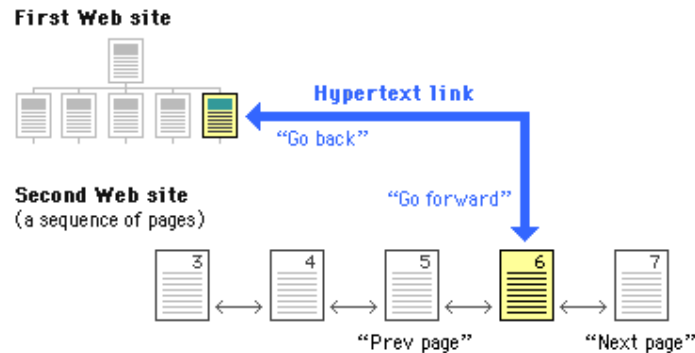 First Web site
Hypertext link
“Go back”
Second Web site
(a sequence of pages)
“Go forward”
3 4 5 6 7
“Prev page” “Next page”